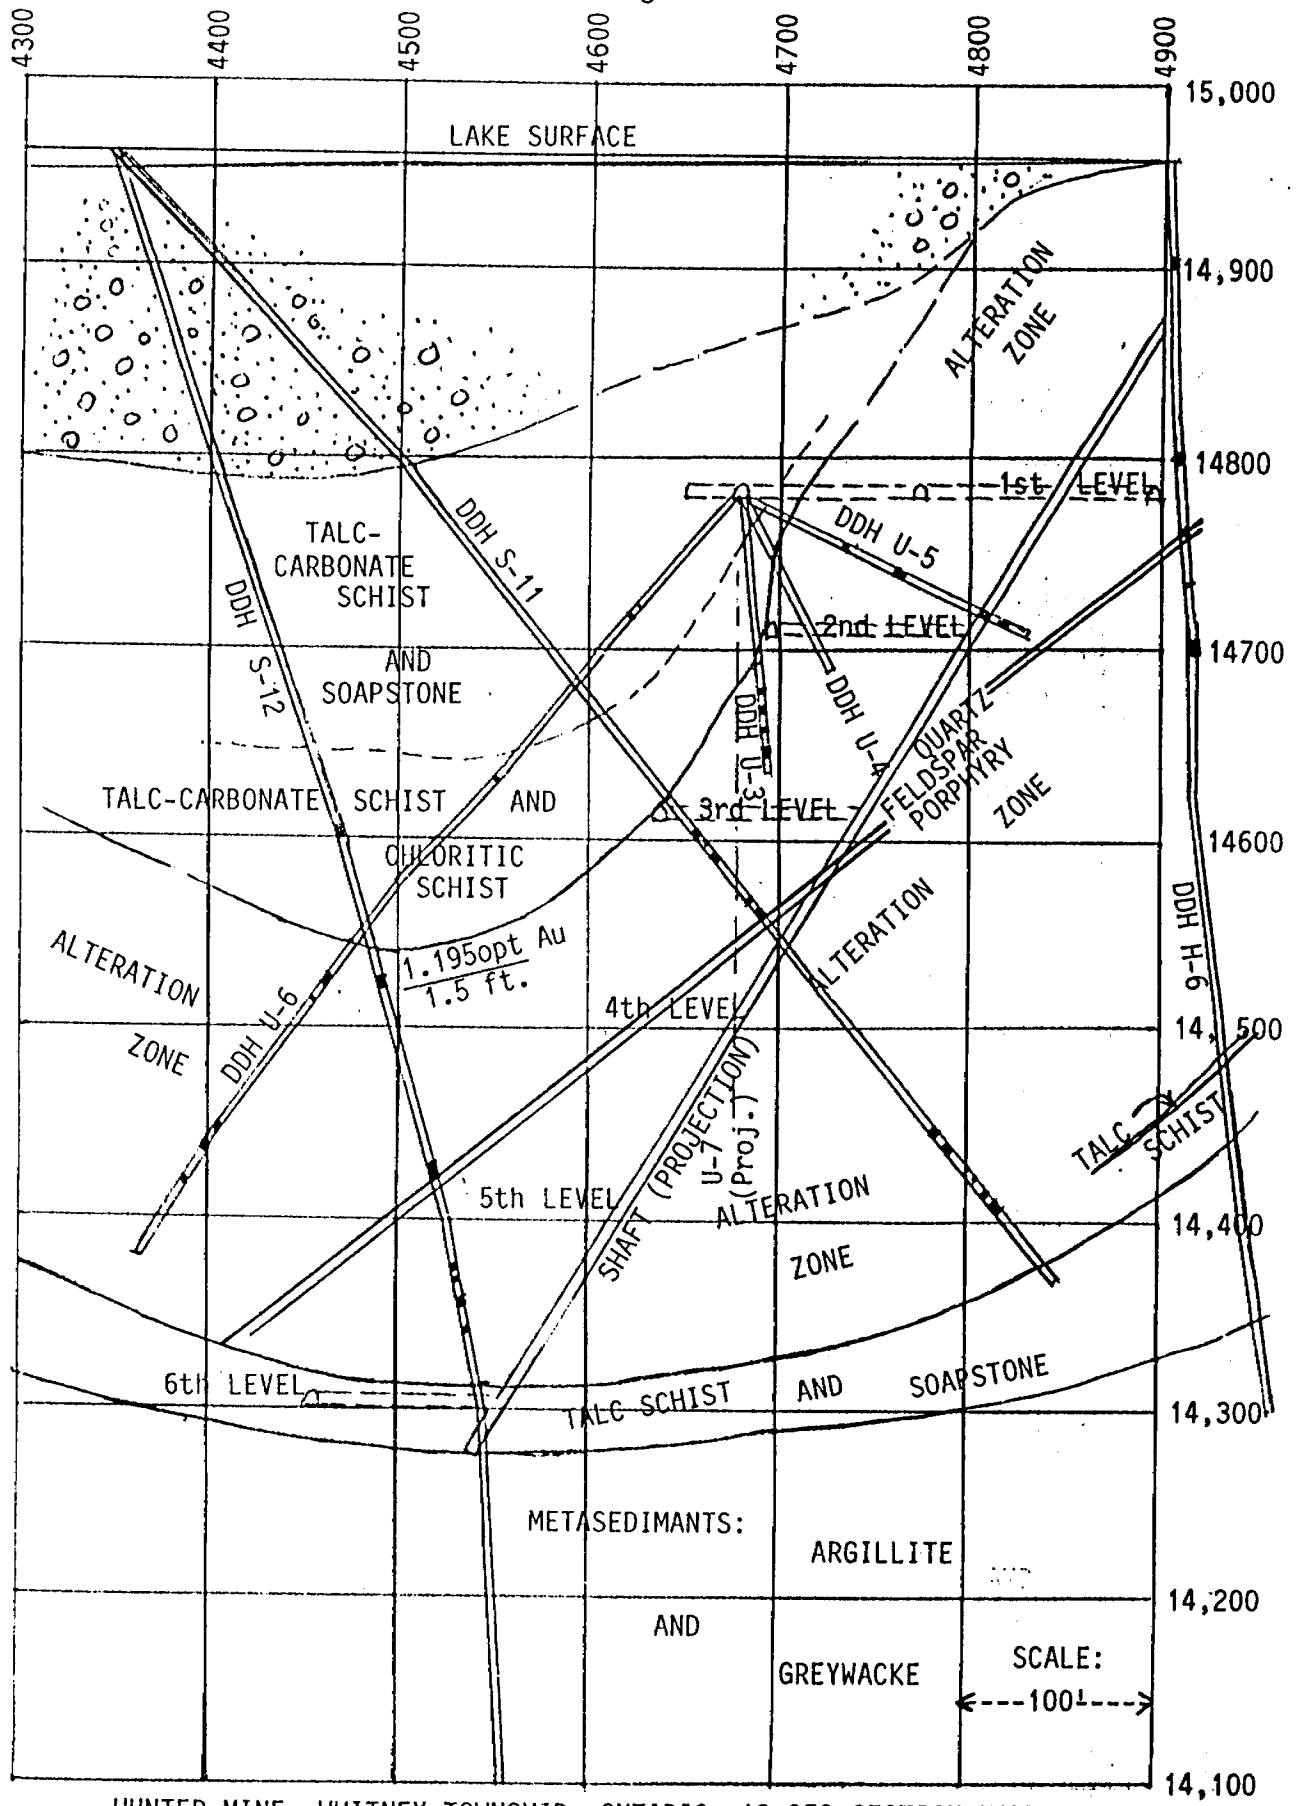 4300
4400
4500
4600
4700
4800
4900
15,000
LAKE SURFACE
14,900
ALTERATION
ZONE
14800
1st LEVEL
DDH U-5
DDH S-11
TALC-
CARBONATE
SCHIST
AND
SOAPSTONE
DDH
S-12
2nd LEVEL
14700
DDH U-3
DDH U-4
QUARTZ
FELDSPAR
PORPHYRY
ZONE
TALC-CARBONATE SCHIST AND
CHLORITIC
SCHIST
3rd LEVEL
14600
DDH H-6
ALTERATION
ALTERATION
ZONE
1.195opt Au
1.5 ft.
DDH U-6
4th LEVEL
14,500
TALC
SCHIST
SHAFT (PROJECTION)
U-7
(Proj.)
5th LEVEL
ALTERATION
ZONE
14,400
6th LEVEL
TALC SCHIST AND SOAPSTONE
14,300
METASEDIMANTS:
ARGILLITE
14,200
AND
GREYWACKE
SCALE:
100'
14,100
HUNTER MINE, WHITNEY TOWNSHIP, ONTARIO